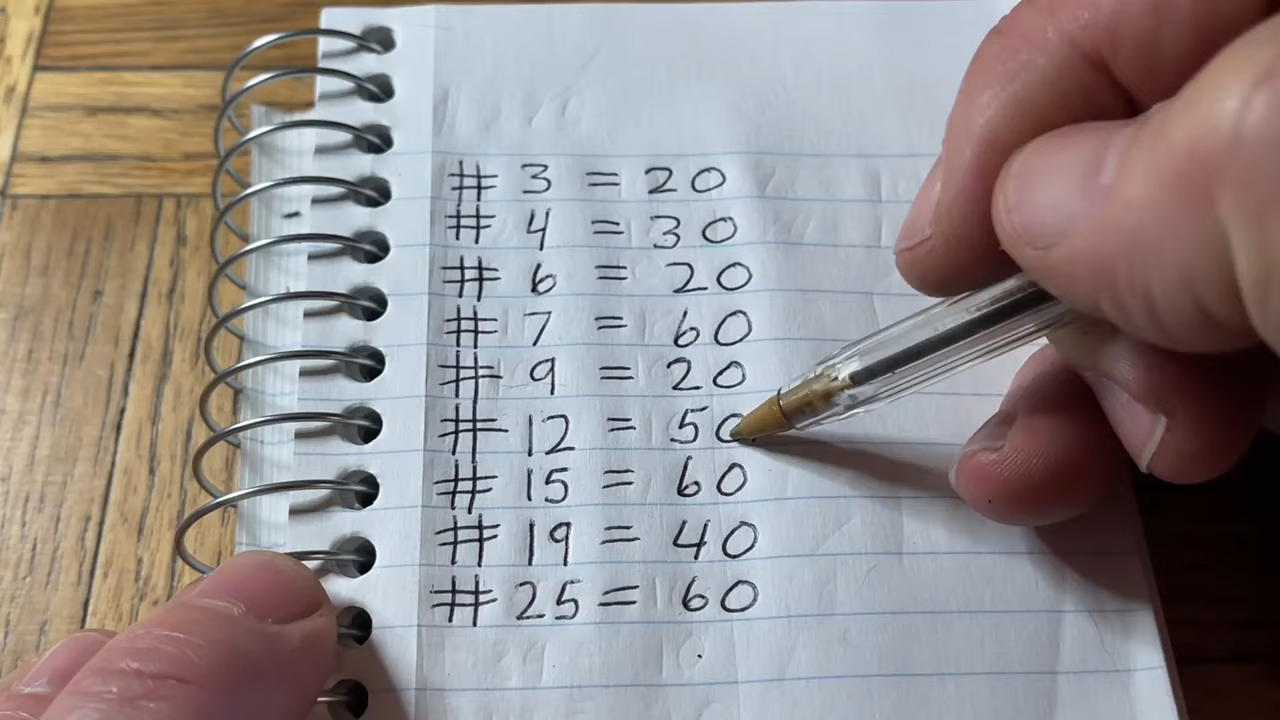 # 3 = 20
# 4 = 30
# 6 = 20
# 7 = 60
# 9 = 20
# 12 = 50
# 15 = 60
# 19 = 40
# 25 = 60